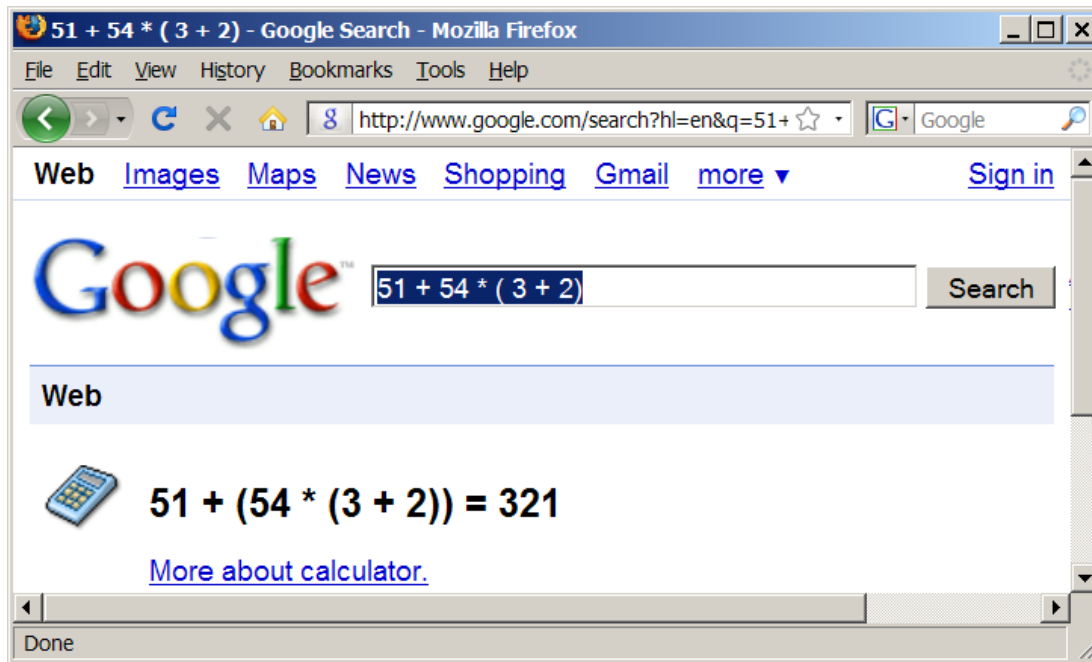 51 + 54 * ( 3 + 2) - Google Search - Mozilla Firefox
File Edit View History Bookmarks Tools Help
8 http://www.google.com/search?hl=en&q=51+ G Google
Web Images Maps News Shopping Gmail more ▼ Sign in
Google™ 51 + 54 * ( 3 + 2) Search
Web
51 + (54 * (3 + 2)) = 321
More about calculator.
Done